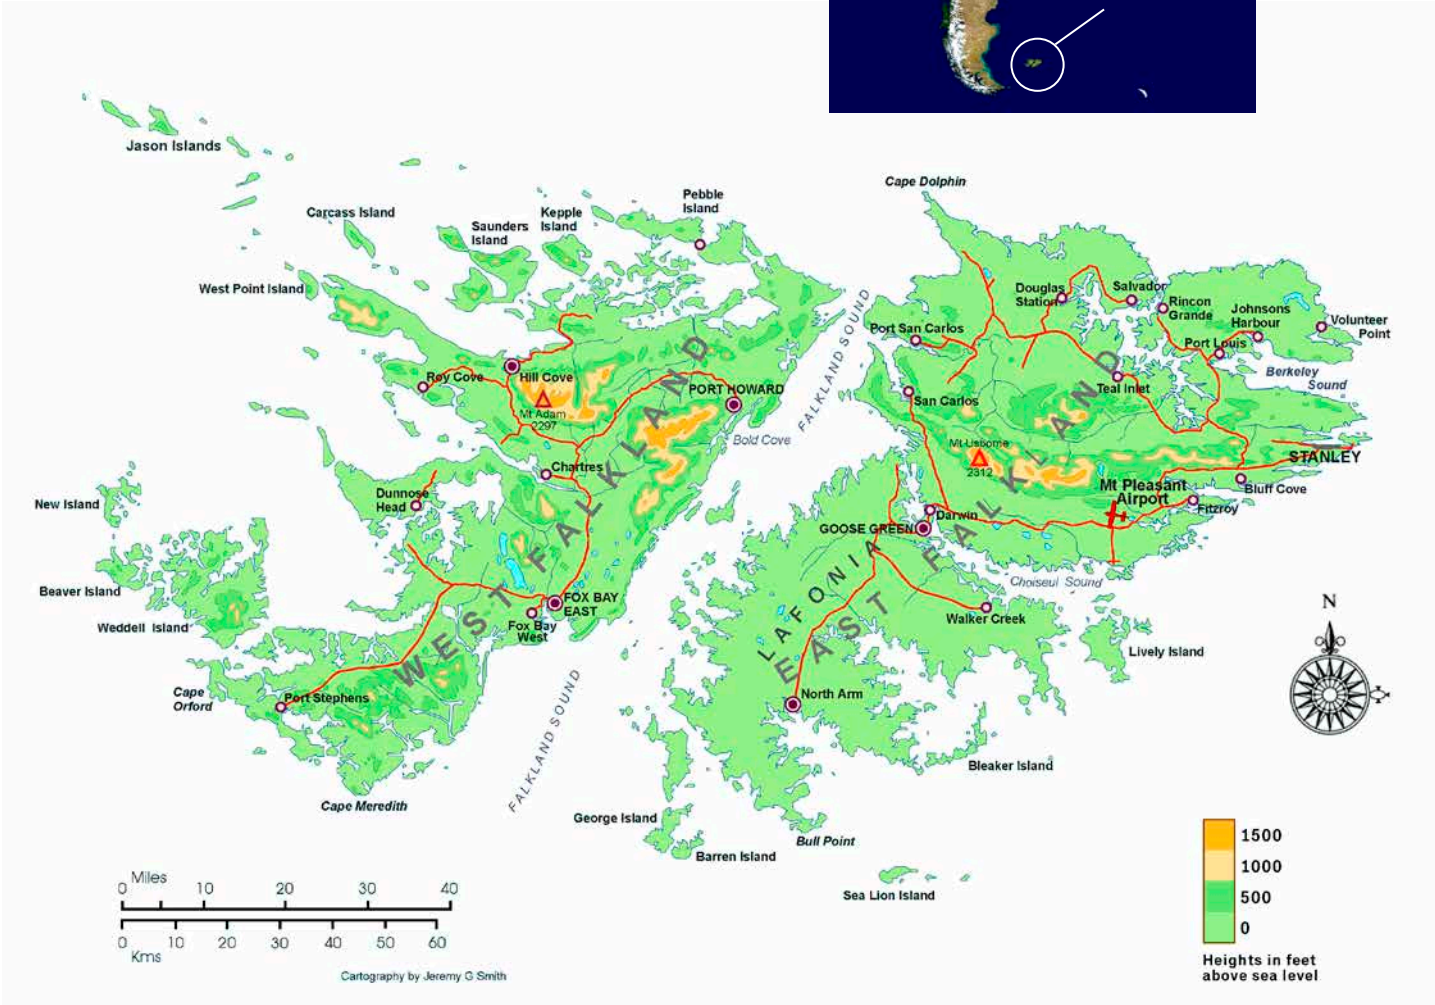 Jason Islands
Cape Dolphin
Pebble
Island
Carcass Island
Kepple
Island
Saunders
Island
West Point Island
Douglas
Station
Salvador
Rincon
Grande
Johnsons
Harbour
Volunteer
Point
Port San Carlos
Port Louis
Berkeley
Sound
Roy Cove
Hill Cove
Mt Adam
2297
PORT HOWARD
Bold Cove
FALKLAND SOUND
San Carlos
Teal Inlet
Mt Usborne
2312
STANLEY
Mt Pleasant
Airport
Bluff Cove
Fitzroy
Chartres
Dunnose
Head
New Island
Darwin
GOOSE GREEN
WEST FALKLAND
EAST FALKLAND
LAFONIA
Choiseul Sound
Beaver Island
Weddell Island
FOX BAY
EAST
Fox Bay
West
Walker Creek
Lively Island
N
Cape
Orford
Port Stephens
North Arm
FALKLAND SOUND
Bleaker Island
Cape Meredith
George Island
Barren Island
Bull Point
Sea Lion Island
0 Miles 10 20 30 40
0 10 20 30 40 50 60
Kms
Cartography by Jeremy G Smith
1500
1000
500
0
Heights in feet
above sea level